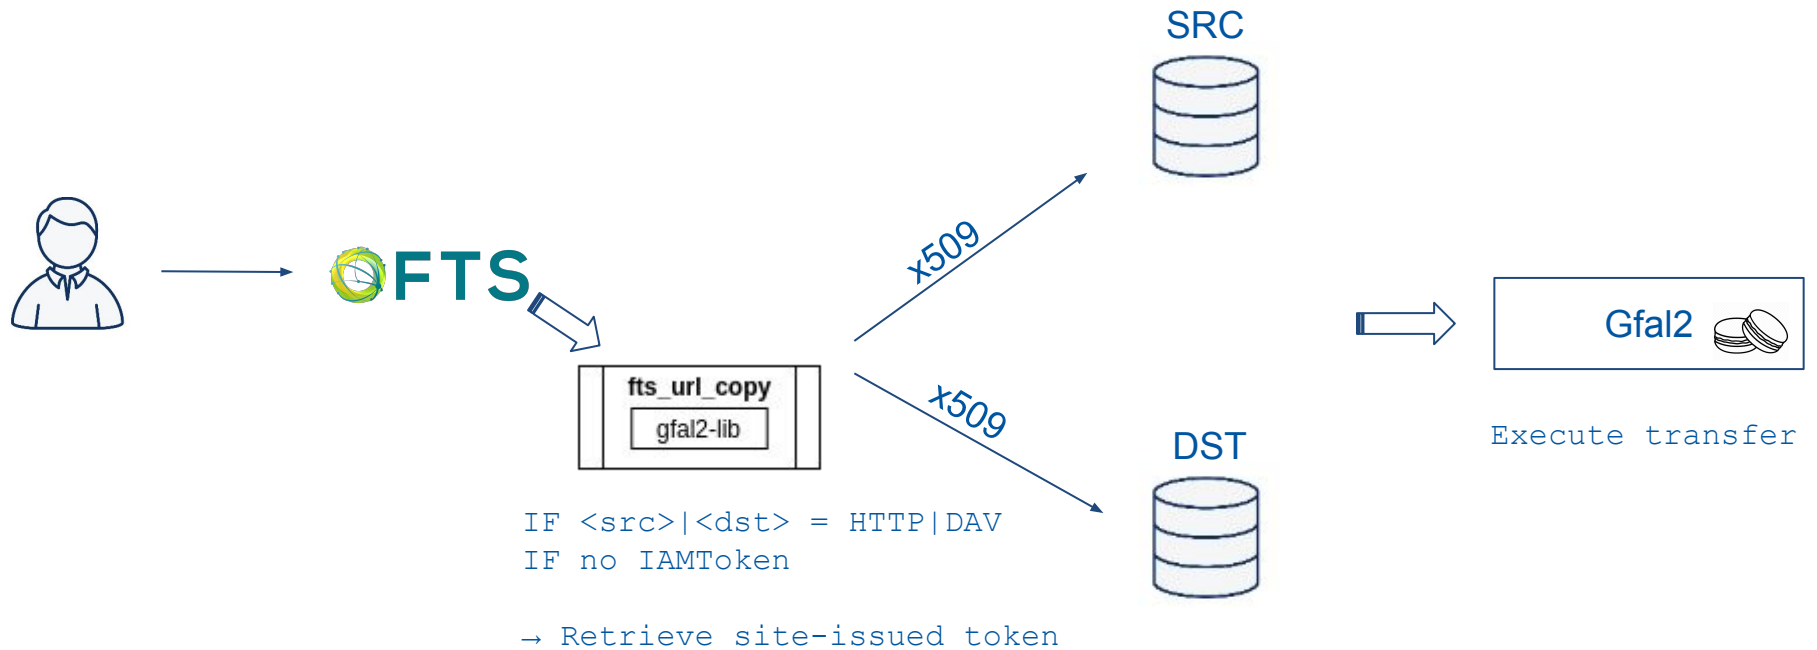 SRC
x509
FTS
fts_url_copy
gfal2-lib
x509
DST
Gfal2
Execute transfer
IF <src>|<dst> = HTTP|DAV
IF no IAMToken
→ Retrieve site-issued token